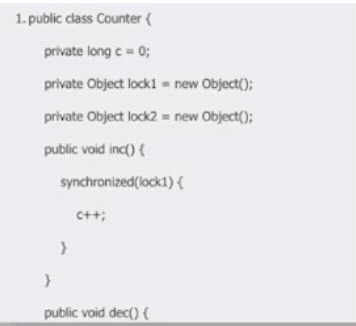 1. public class Counter {
private long c = 0;
private Object lock1 = new Object();
private Object lock2 = new Object();
public void inc() {
synchronized(lock1) {
c++;
}
}
public void dec() {